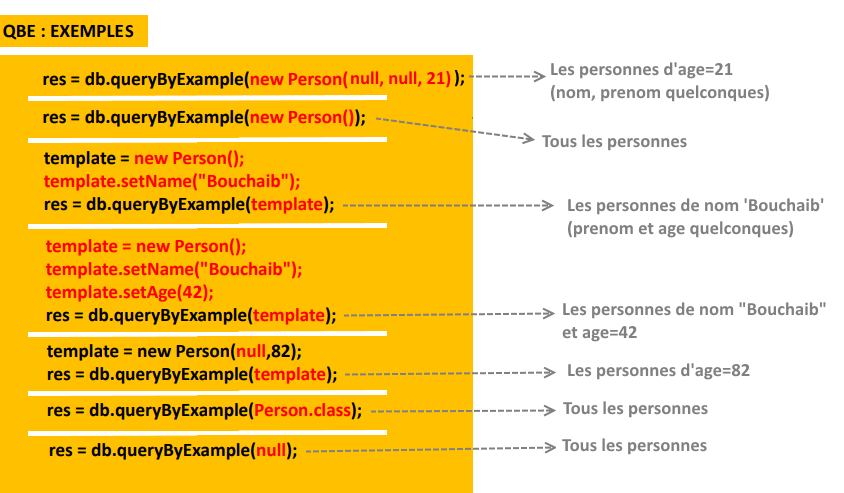 QBE : EXEMPLES
res = db.queryByExample(new Person(null, null, 21) );
Les personnes d'age=21
(nom, prenom quelconques)
res = db.queryByExample(new Person());
Tous les personnes
template = new Person();
template.setName("Bouchaib");
res = db.queryByExample(template);
Les personnes de nom 'Bouchaib'
(prenom et age quelconques)
template = new Person();
template.setName("Bouchaib");
template.setAge(42);
res = db.queryByExample(template);
Les personnes de nom "Bouchaib"
et age=42
template = new Person(null,82);
res = db.queryByExample(template);
Les personnes d'age=82
res = db.queryByExample(Person.class);
Tous les personnes
res = db.queryByExample(null);
Tous les personnes